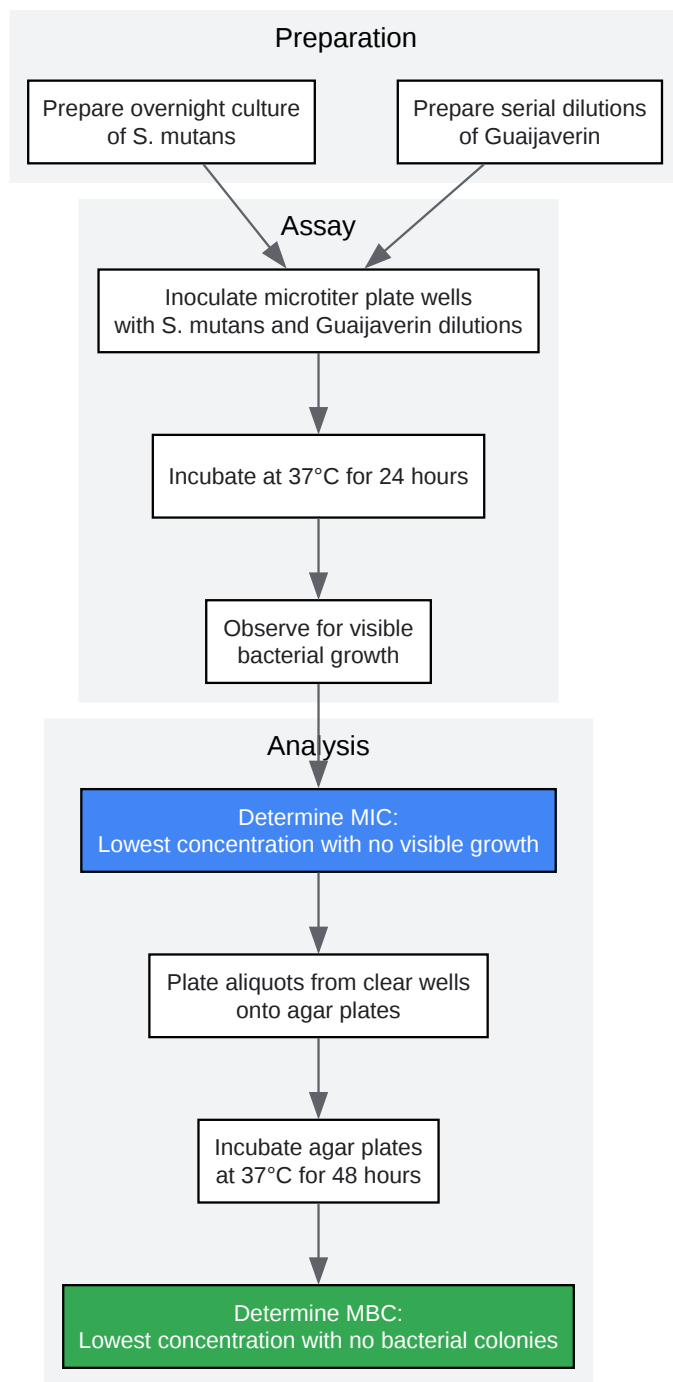 Preparation
Prepare overnight culture
of S. mutans
Prepare serial dilutions
of Guaijaverin
Assay
Inoculate microtiter plate wells
with S. mutans and Guaijaverin dilutions
Incubate at 37°C for 24 hours
Observe for visible
bacterial growth
Analysis
Determine MIC:
Lowest concentration with no visible growth
Plate aliquots from clear wells
onto agar plates
Incubate agar plates
at 37°C for 48 hours
Determine MBC:
Lowest concentration with no bacterial colonies